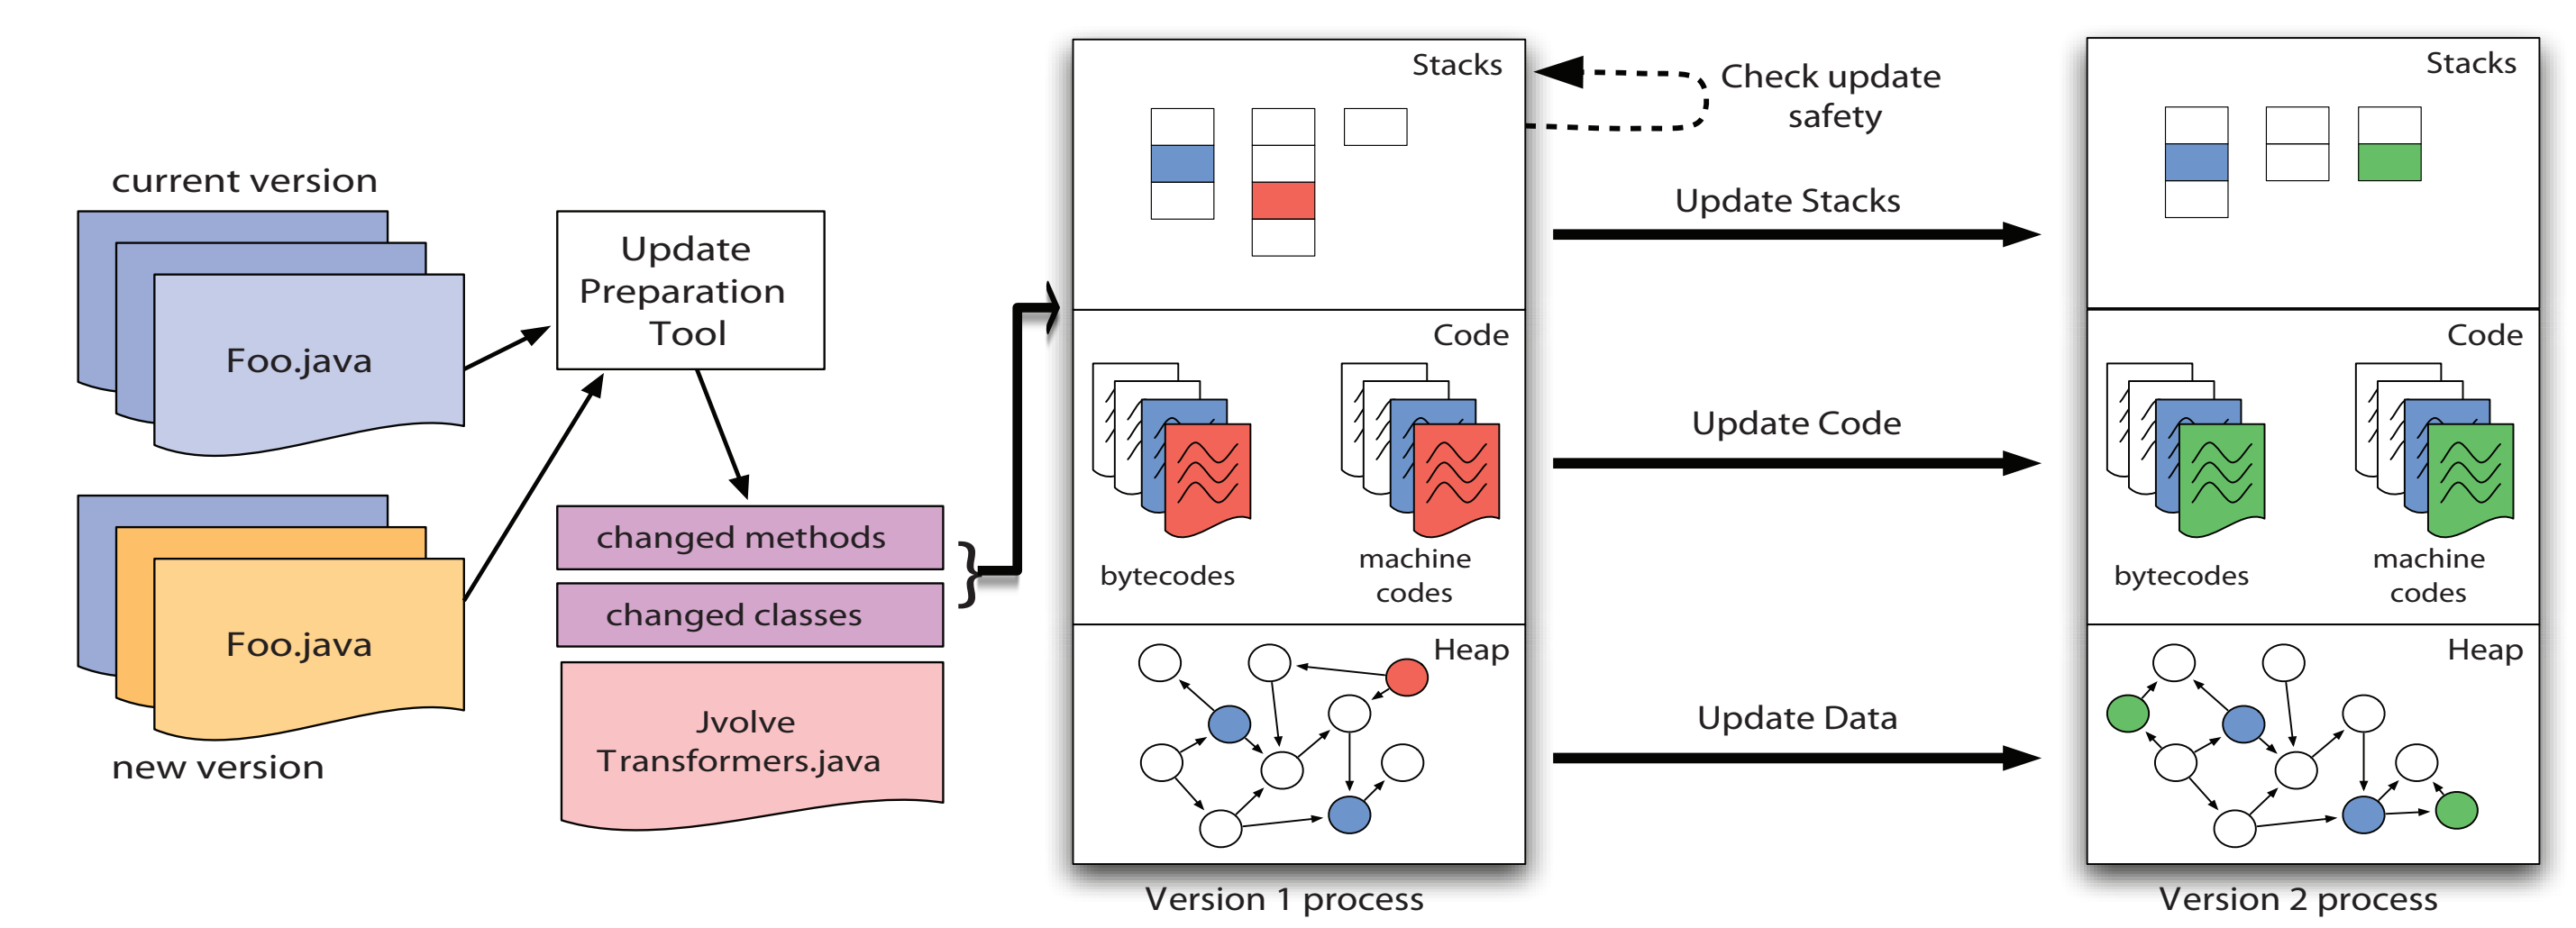 current version
Foo.java
Foo.java
new version
Update
Preparation
Tool
changed methods
changed classes
}
Jvolve
Transformers.java
Stacks
Code
bytecodes
machine
codes
Heap
Version 1 process
Check update
safety
Update Stacks
Update Code
Update Data
Stacks
Code
bytecodes
machine
codes
Heap
Version 2 process